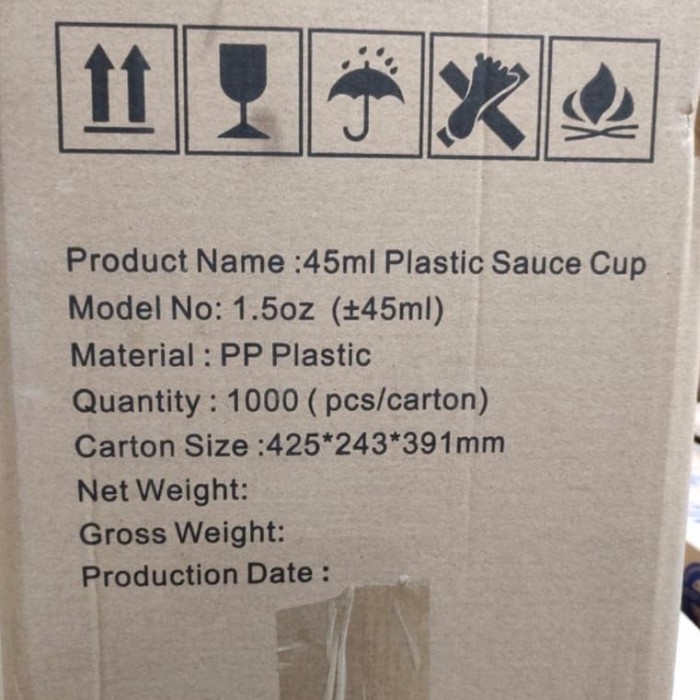 Product Name :45ml Plastic Sauce Cup
Model No: 1.5oz (±45ml)
Material : PP Plastic
Quantity : 1000 ( pcs/carton)
Carton Size :425*243*391mm
Net Weight:
Gross Weight:
Production Date :